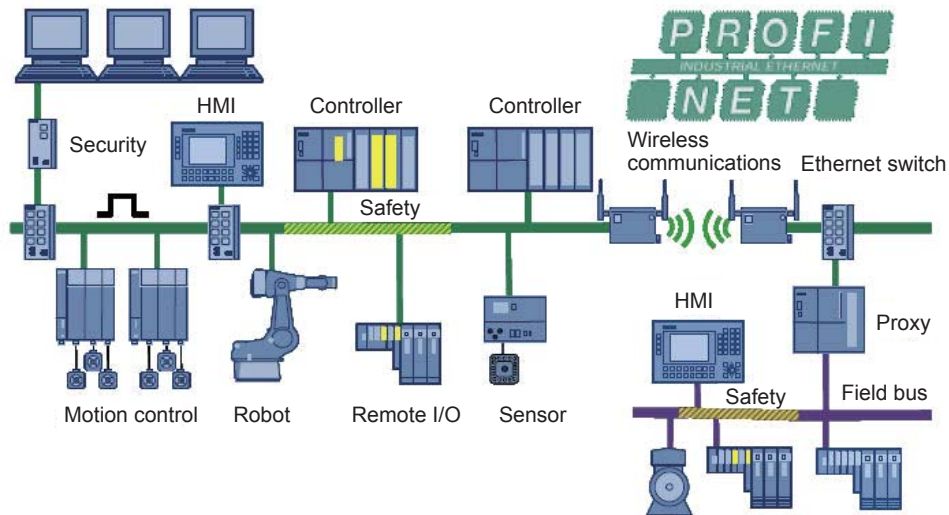 PROFI
INDUSTRIAL ETHERNET
NET
HMI
Controller
Controller
Security
Wireless
communications
Ethernet switch
Safety
HMI
Proxy
Motion control
Robot
Remote I/O
Sensor
Safety
Field bus